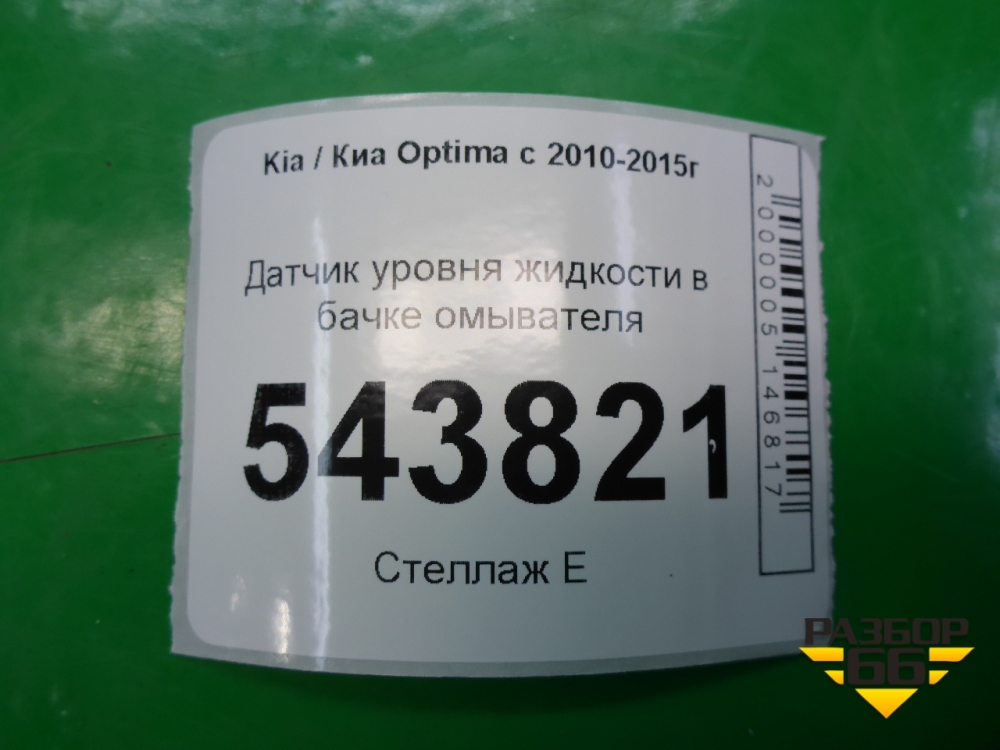 Kia / Киа Optima с 2010-2015г
Датчик уровня жидкости в
бачке омывателя
543821
Стеллаж Е
2000005146817
РАЗБОР
66